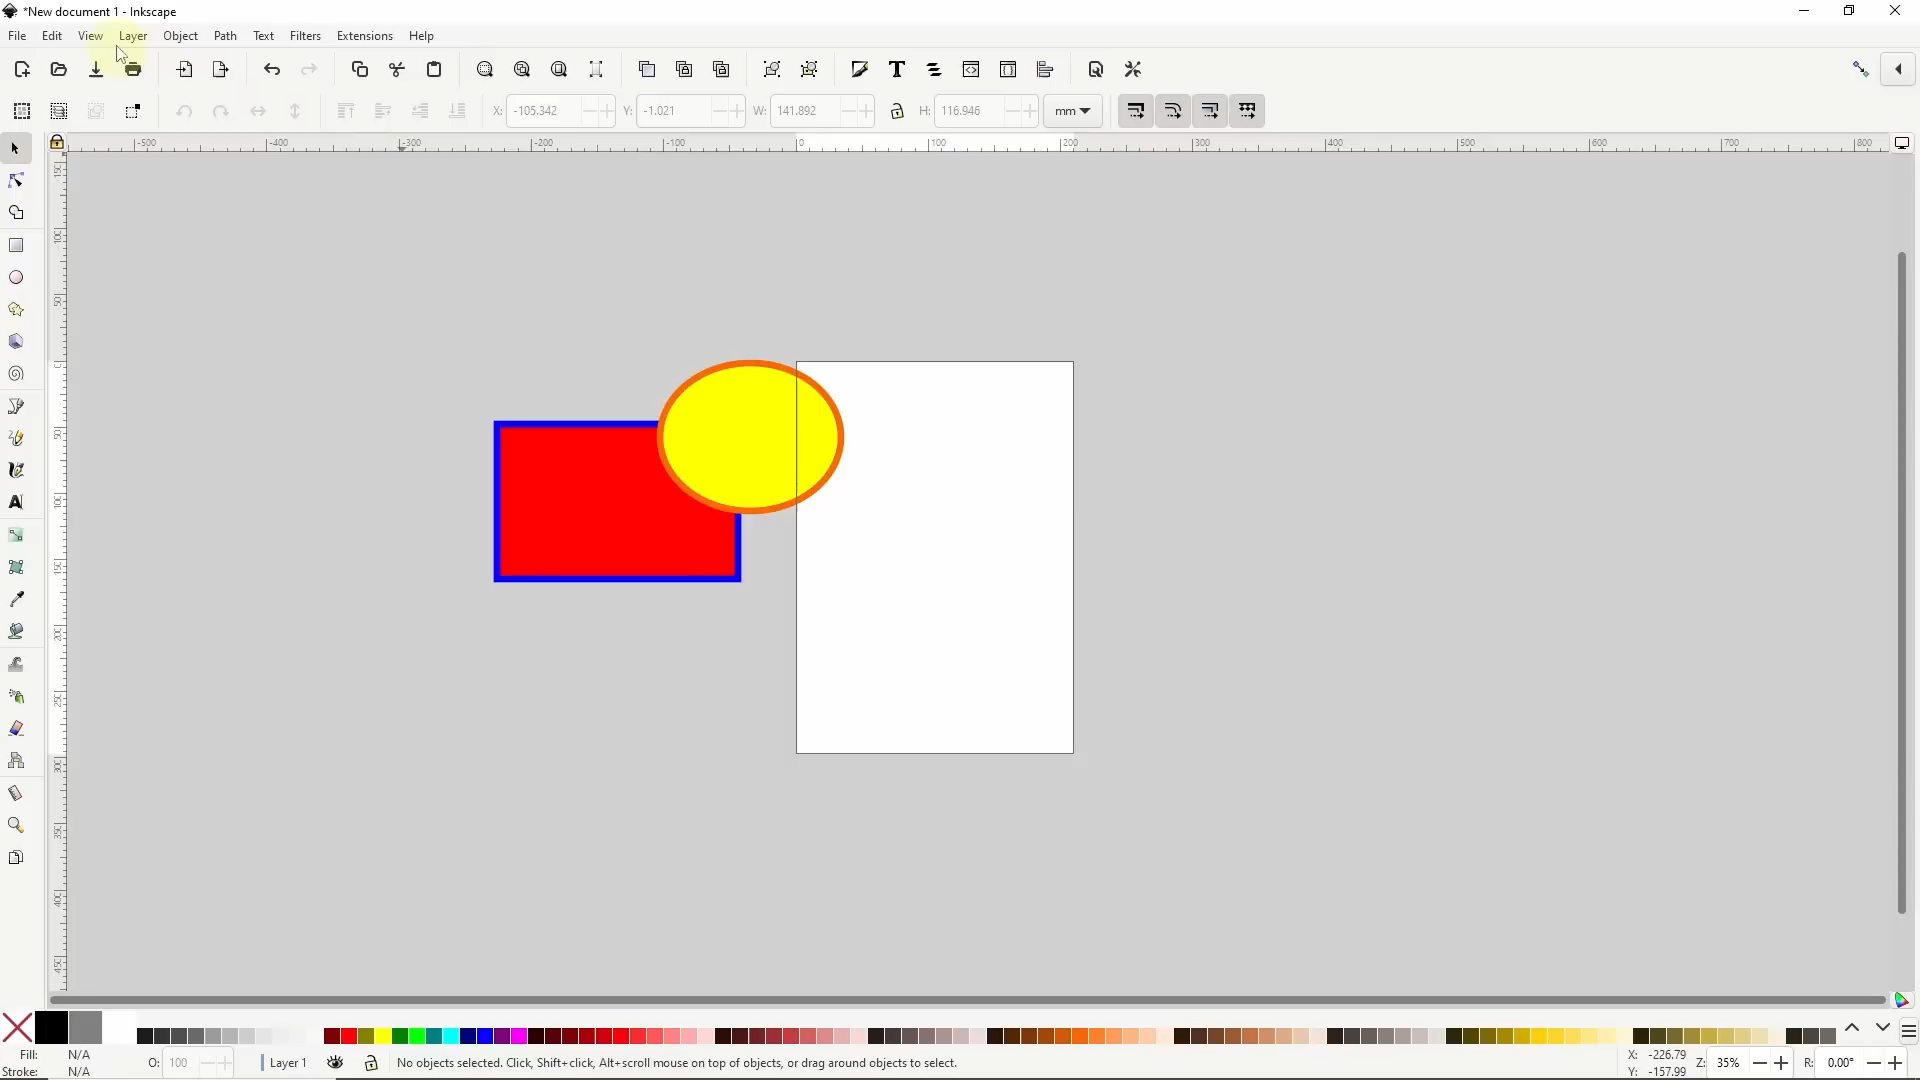 *New document 1 - Inkscape
File Edit View Layer Object Path Text Filters Extensions Help
X: -105.342 Y: -1.021 W: 141.892 H: 116.946 mm
-500 -400 -300 -200 -100 0 100 200 300 400 500 600 700 800
Fill: N/A
Stroke: N/A
O: 100
Layer 1
No objects selected. Click, Shift+click, Alt+scroll mouse on top of objects, or drag around objects to select.
X: -226.79
Y: -157.99
Z: 35%
R: 0.00°